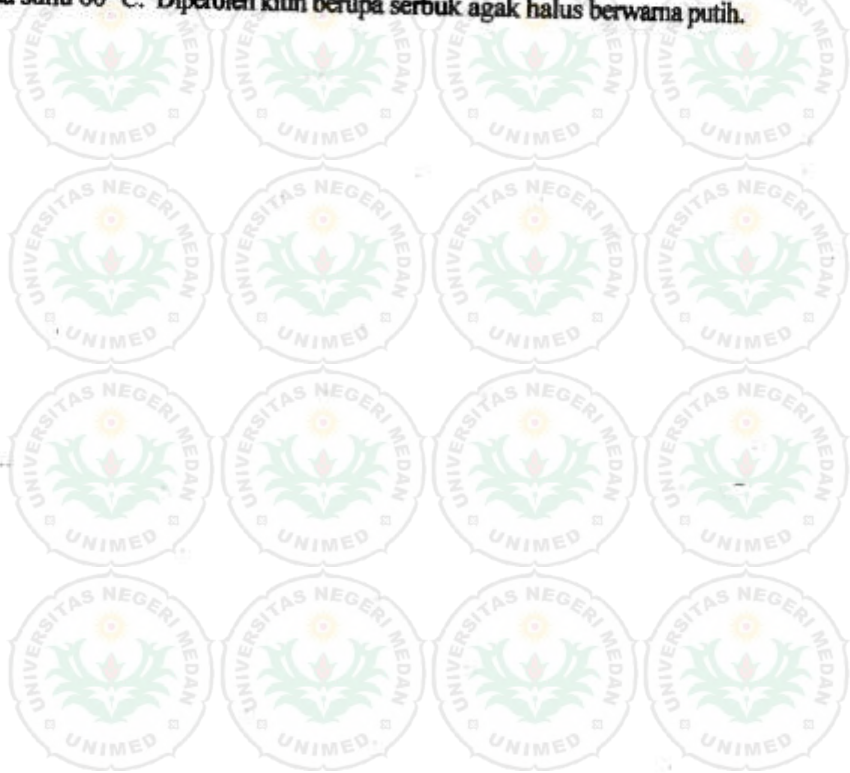 suhu 60 °C. Diperoleh kitin berupa serbuk agak halus berwarna putih.
UNIVERSITAS NEGERI MEDAN
UNIMED